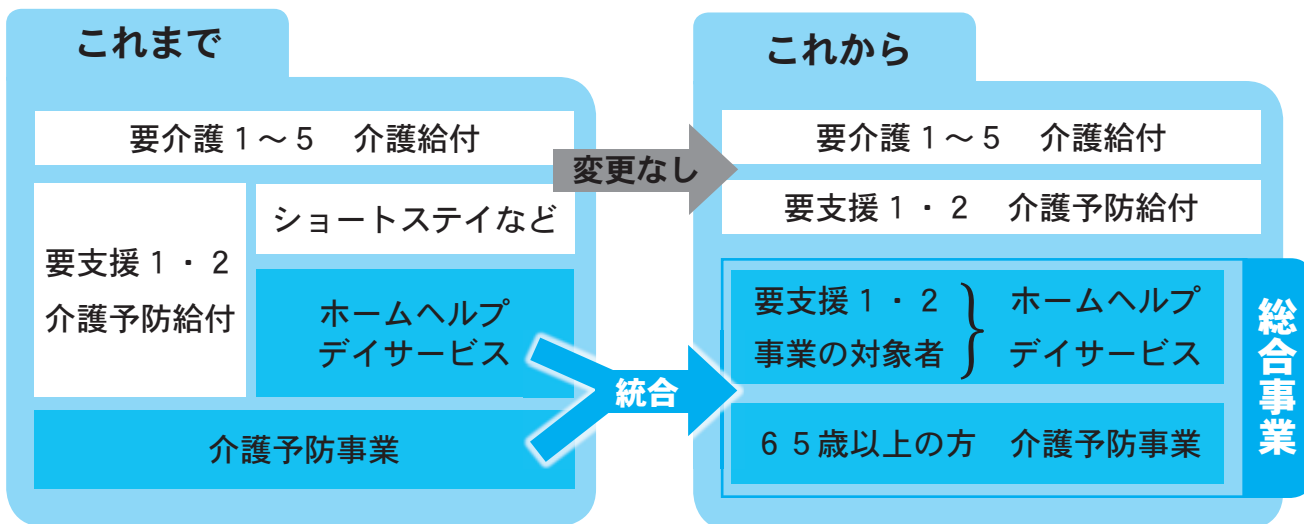 これまで
要介護1～5　介護給付
要支援1・2
介護予防給付
ショートステイなど
ホームヘルプ
デイサービス
介護予防事業
変更なし
統合
これから
要介護1～5　介護給付
要支援1・2　介護予防給付
要支援1・2
事業の対象者
ホームヘルプ
デイサービス
65歳以上の方　介護予防事業
総合事業